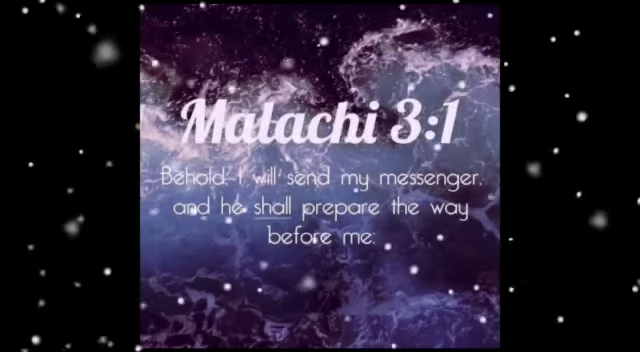 Malachi 3:1
Behold, I will send my messenger,
and he shall prepare the way
before me: